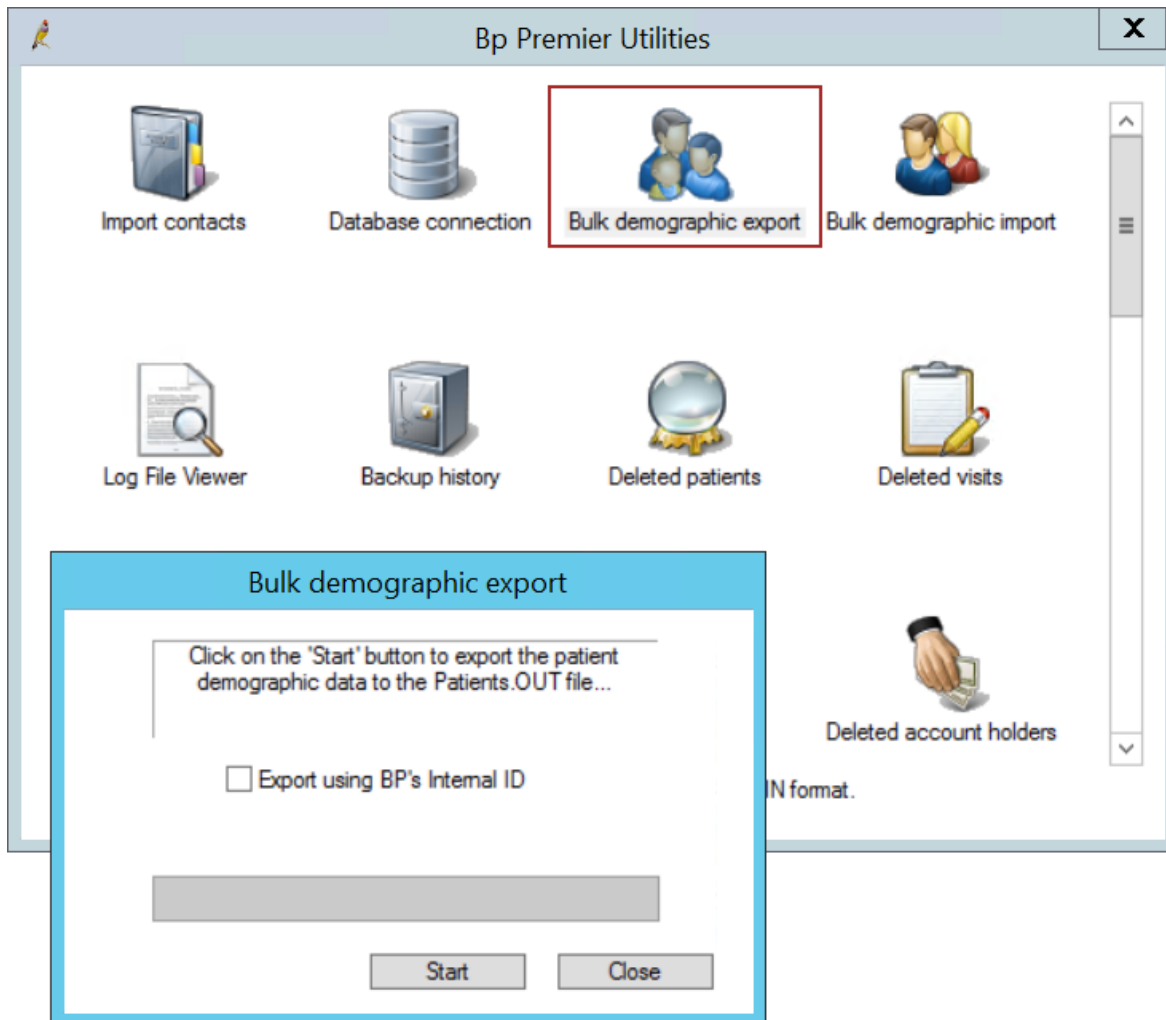 Bp Premier Utilities
X
Import contacts
Database connection
Bulk demographic export
Bulk demographic import
Log File Viewer
Backup history
Deleted patients
Deleted visits
Deleted account holders
IN format.
Bulk demographic export
Click on the 'Start' button to export the patient
demographic data to the Patients.OUT file...
Export using BP's Internal ID
Start
Close